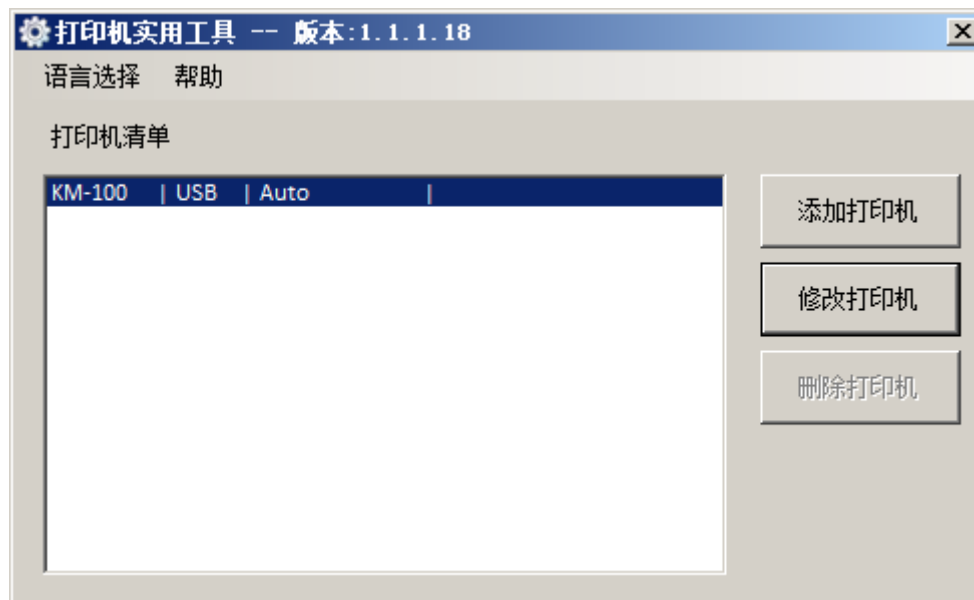 打印机实用工具 -- 版本:1.1.1.18
语言选择 帮助
打印机清单
KM-100 | USB | Auto |
添加打印机
修改打印机
删除打印机